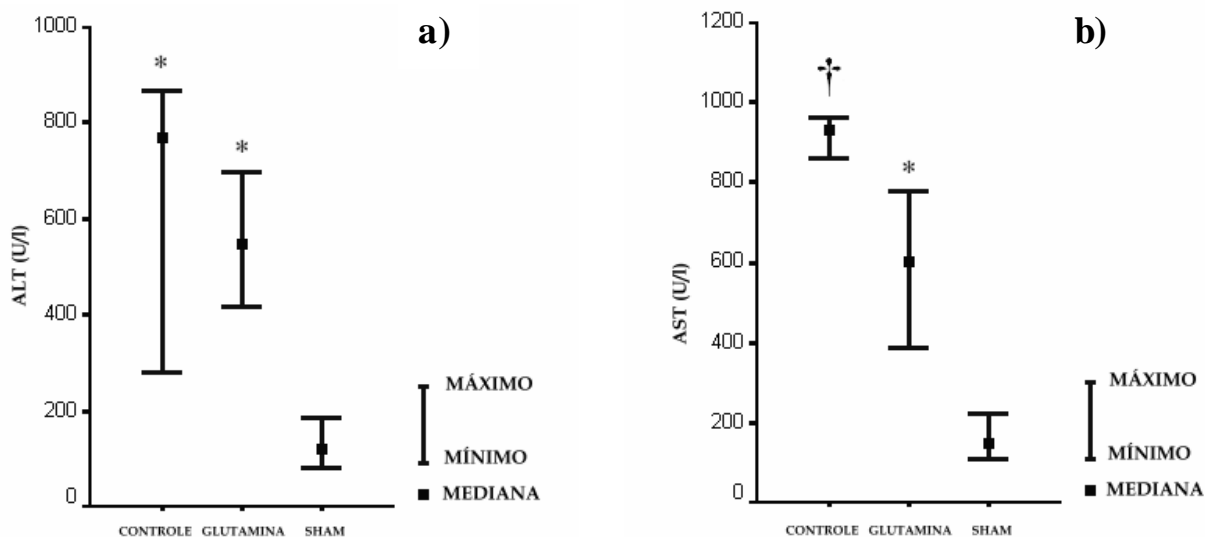 a)
1000
800
600
400
200
0
ALT (U/l)
*
*
CONTROLE GLUTAMINA SHAM
MÁXIMO
MÍNIMO
MEDIANA
b)
1200
1000
800
600
400
200
0
AST (U/l)
†
*
CONTROLE GLUTAMINA SHAM
MÁXIMO
MÍNIMO
MEDIANA